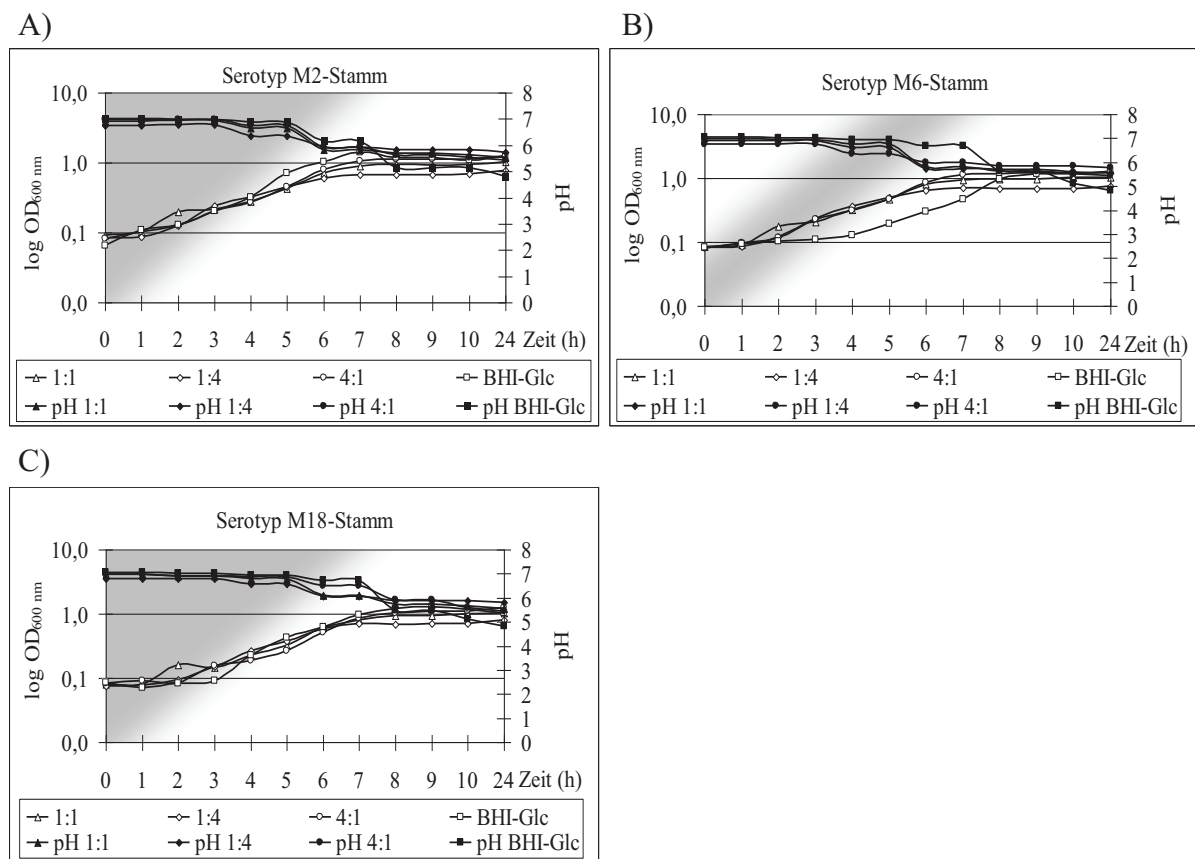 A)
Serotyp M2-Stamm
log OD600 nm
10,0
1,0
0,1
0,0
8
7
6
5
4
3
2
1
0
pH
0 1 2 3 4 5 6 7 8 9 10 24 Zeit (h)
1:1 1:4 4:1 BHI-Glc
pH 1:1 pH 1:4 pH 4:1 pH BHI-Glc
B)
Serotyp M6-Stamm
log OD600 nm
10,0
1,0
0,1
0,0
8
7
6
5
4
3
2
1
0
pH
0 1 2 3 4 5 6 7 8 9 10 24 Zeit (h)
1:1 1:4 4:1 BHI-Glc
pH 1:1 pH 1:4 pH 4:1 pH BHI-Glc
C)
Serotyp M18-Stamm
log OD600 nm
10,0
1,0
0,1
0,0
8
7
6
5
4
3
2
1
0
pH
0 1 2 3 4 5 6 7 8 9 10 24 Zeit (h)
1:1 1:4 4:1 BHI-Glc
pH 1:1 pH 1:4 pH 4:1 pH BHI-Glc